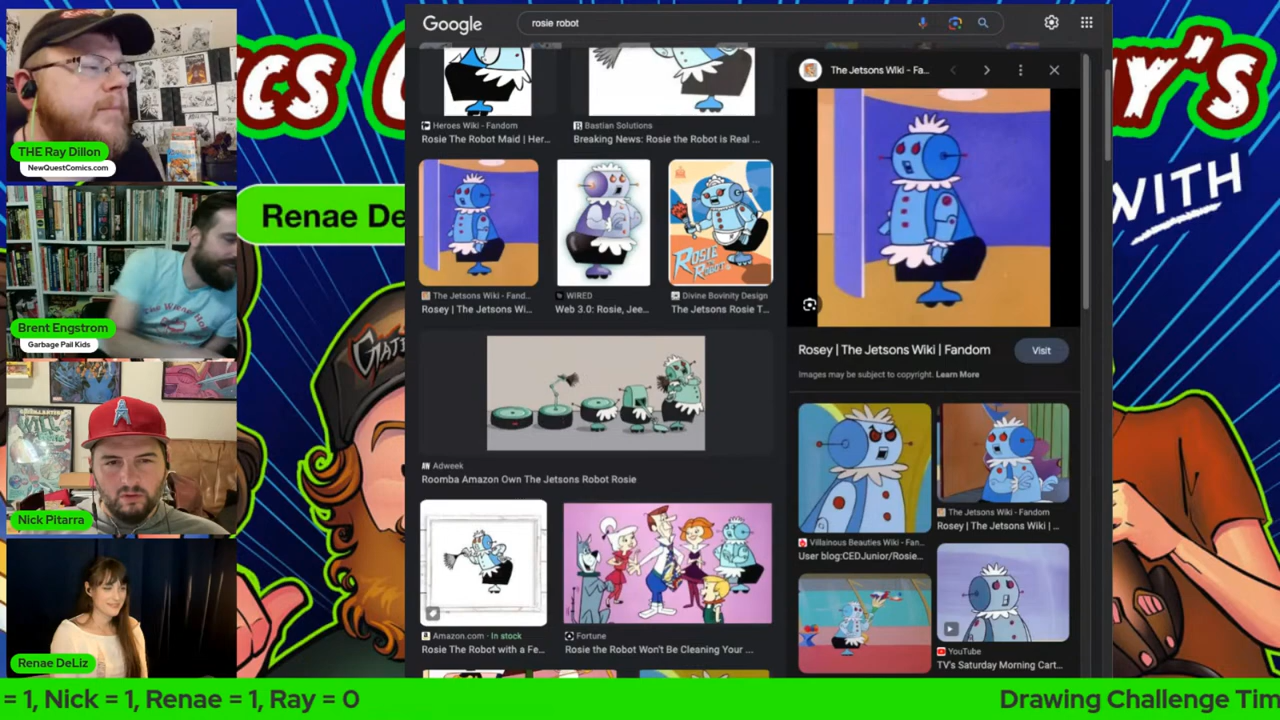 THE Ray Dillon
NewQuestComics.com
Brent Engstrom
Garbage Pail Kids
Nick Pitarra
Renae DeLiz
Renae De
WITH
Google
rosie robot
Heroes Wiki - Fandom
Rosie The Robot Maid | Her...
Bastian Solutions
Breaking News: Rosie the Robot is Real ...
ROSIE
THE
ROBOT
The Jetsons Wiki - Fand...
Rosey | The Jetsons Wi...
WIRED
Web 3.0: Rosie, Jee...
Divine Bovinity Design
The Jetsons Rosie T...
Adweek
Roomba Amazon Own The Jetsons Robot Rosie
Amazon.com · In stock
Rosie The Robot with a Fe...
Fortune
Rosie the Robot Won't Be Cleaning Your ...
The Jetsons Wiki - Fa...
Rosey | The Jetsons Wiki | Fandom
Visit
Images may be subject to copyright. Learn More
Villainous Beauties Wiki - Fan...
User blog:CEDJunior/Rosie...
The Jetsons Wiki - Fandom
Rosey | The Jetsons Wiki | ...
YouTube
TV's Saturday Morning Cart...
= 1, Nick = 1, Renae = 1, Ray = 0
Drawing Challenge Tim